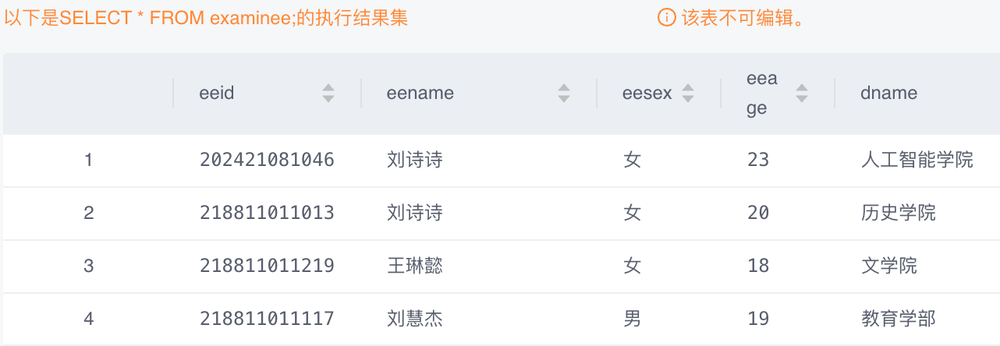 以下是SELECT * FROM examinee;的执行结果集 该表不可编辑。
eeid eename eesex eea dname
ge
1 202421081046 刘诗诗 女 23 人工智能学院
2 218811011013 刘诗诗 女 20 历史学院
3 218811011219 王琳懿 女 18 文学院
4 218811011117 刘慧杰 男 19 教育学部